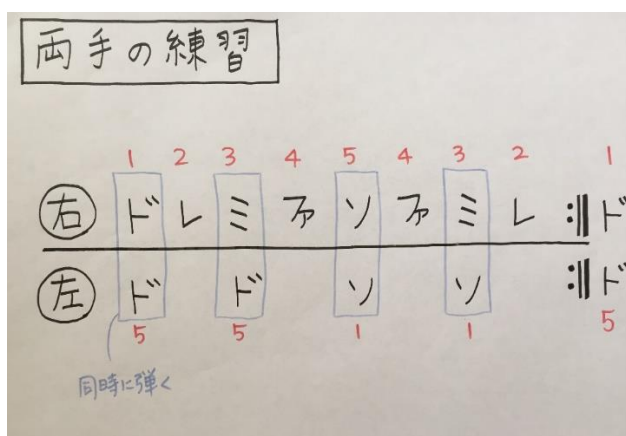 両手の練習
1 2 3 4 5 4 3 2 1
右 ド レ ミ ファ ソ ファ ミ レ :‖ ド
左 ド ド ソ ソ :‖ ド
5 5 1 1 5
同時に弾く